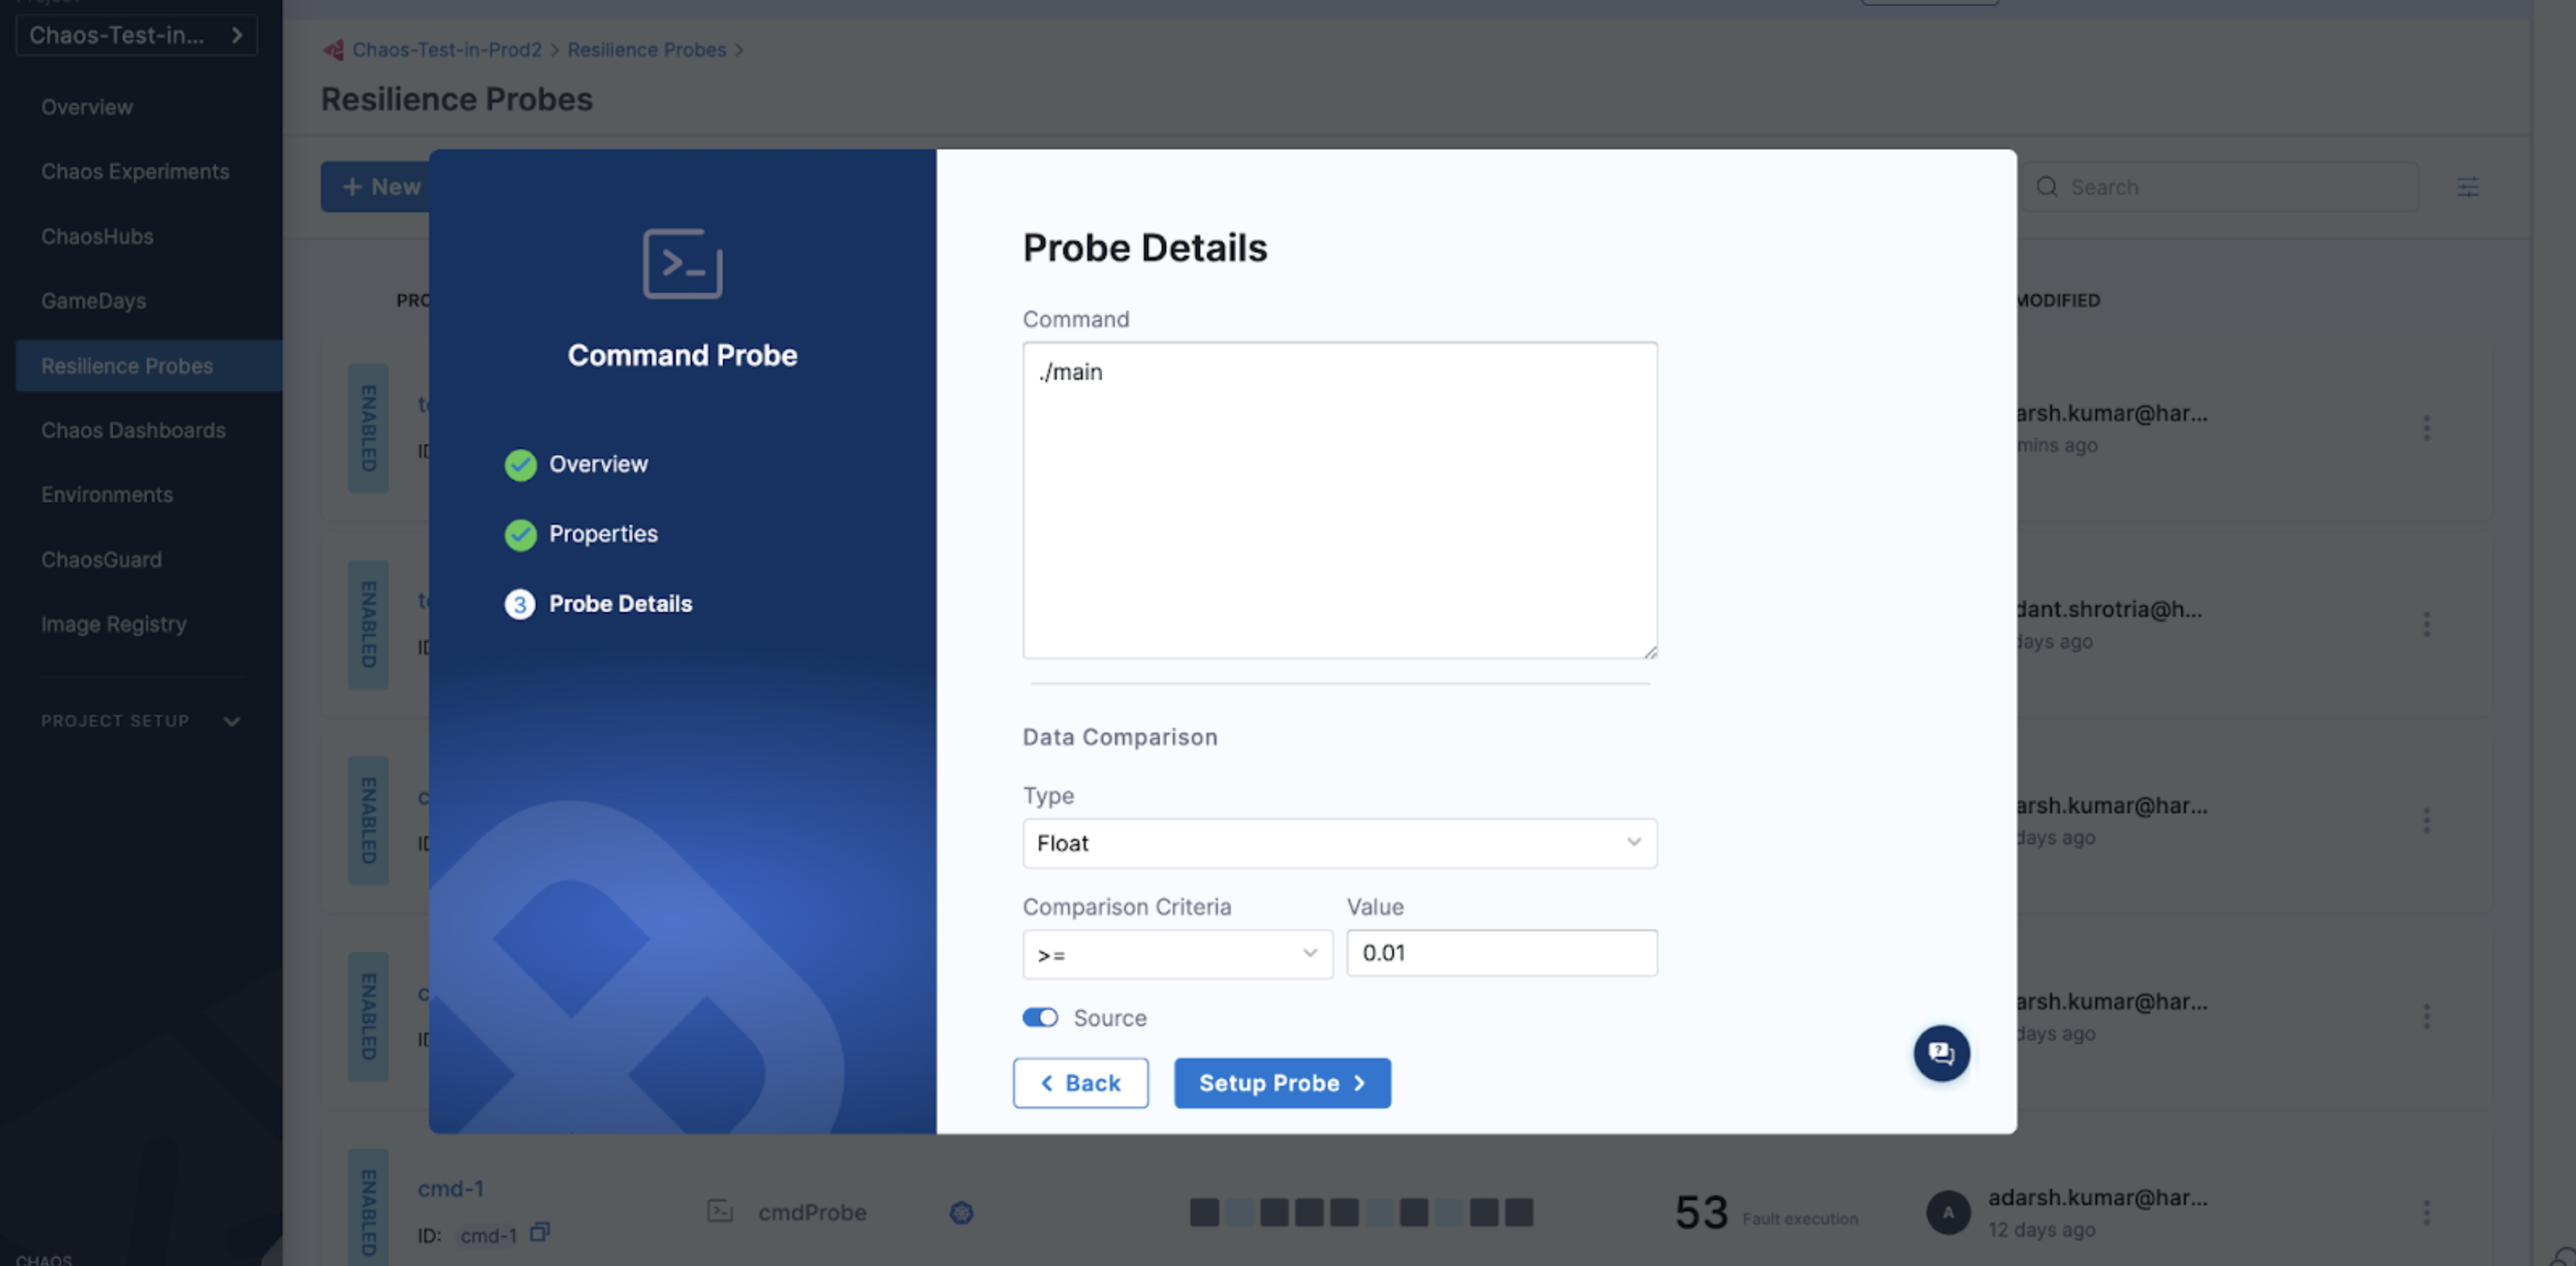 Chaos-Test-in... >
Overview
Chaos Experiments
ChaosHubs
GameDays
Resilience Probes
Chaos Dashboards
Environments
ChaosGuard
Image Registry
PROJECT SETUP
CHAOS
Chaos-Test-in-Prod2 > Resilience Probes >
Resilience Probes
+ New
Search
MODIFIED
ENABLED
arsh.kumar@har...
mins ago
ENABLED
dant.shrotria@h...
days ago
ENABLED
arsh.kumar@har...
days ago
ENABLED
arsh.kumar@har...
days ago
Command Probe
Overview
Properties
3 Probe Details
Probe Details
Command
./main
Data Comparison
Type
Float
Comparison Criteria Value
>= 0.01
Source
< Back Setup Probe >
ENABLED
cmd-1
ID: cmd-1
cmdProbe
53 Fault execution
A
adarsh.kumar@har...
12 days ago